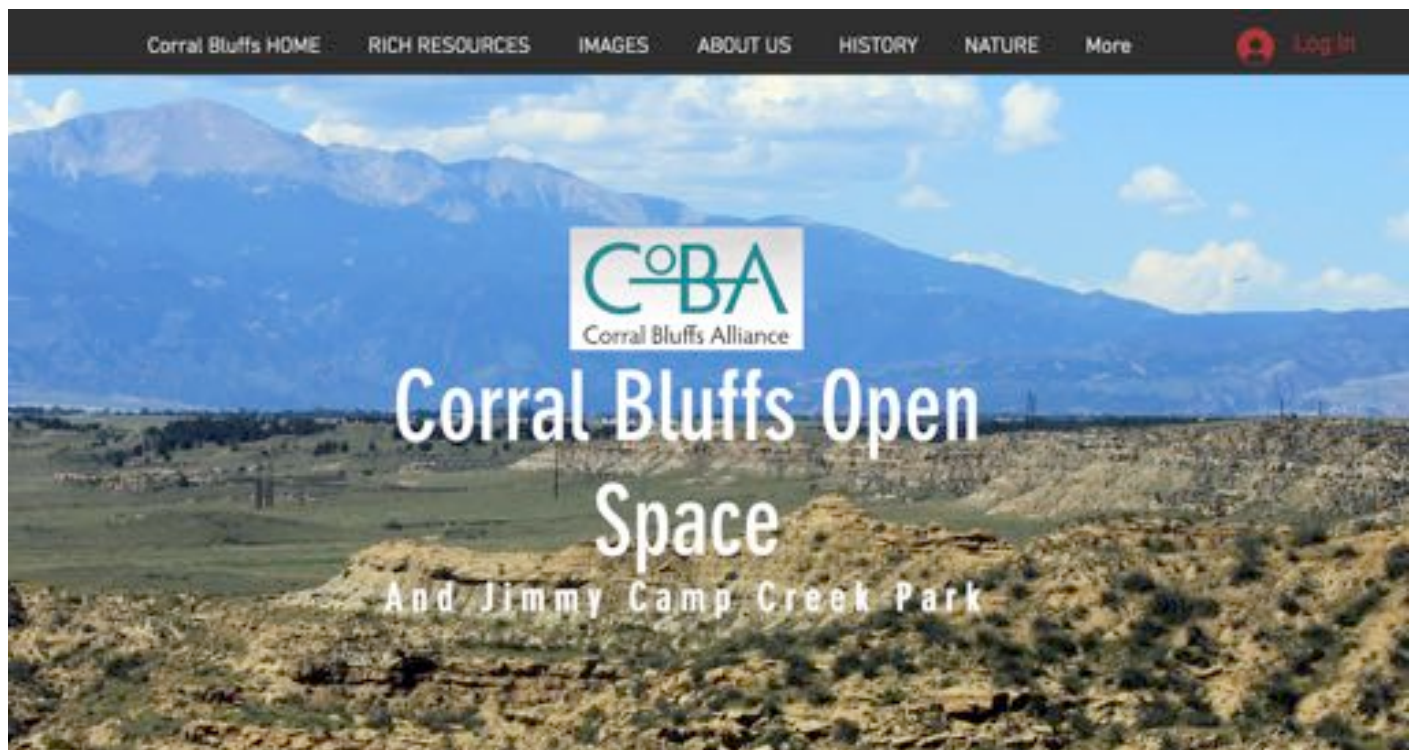 Corral Bluffs HOME RICH RESOURCES IMAGES ABOUT US HISTORY NATURE More Log In
CoBA
Corral Bluffs Alliance
Corral Bluffs Open
Space
And Jimmy Camp Creek Park